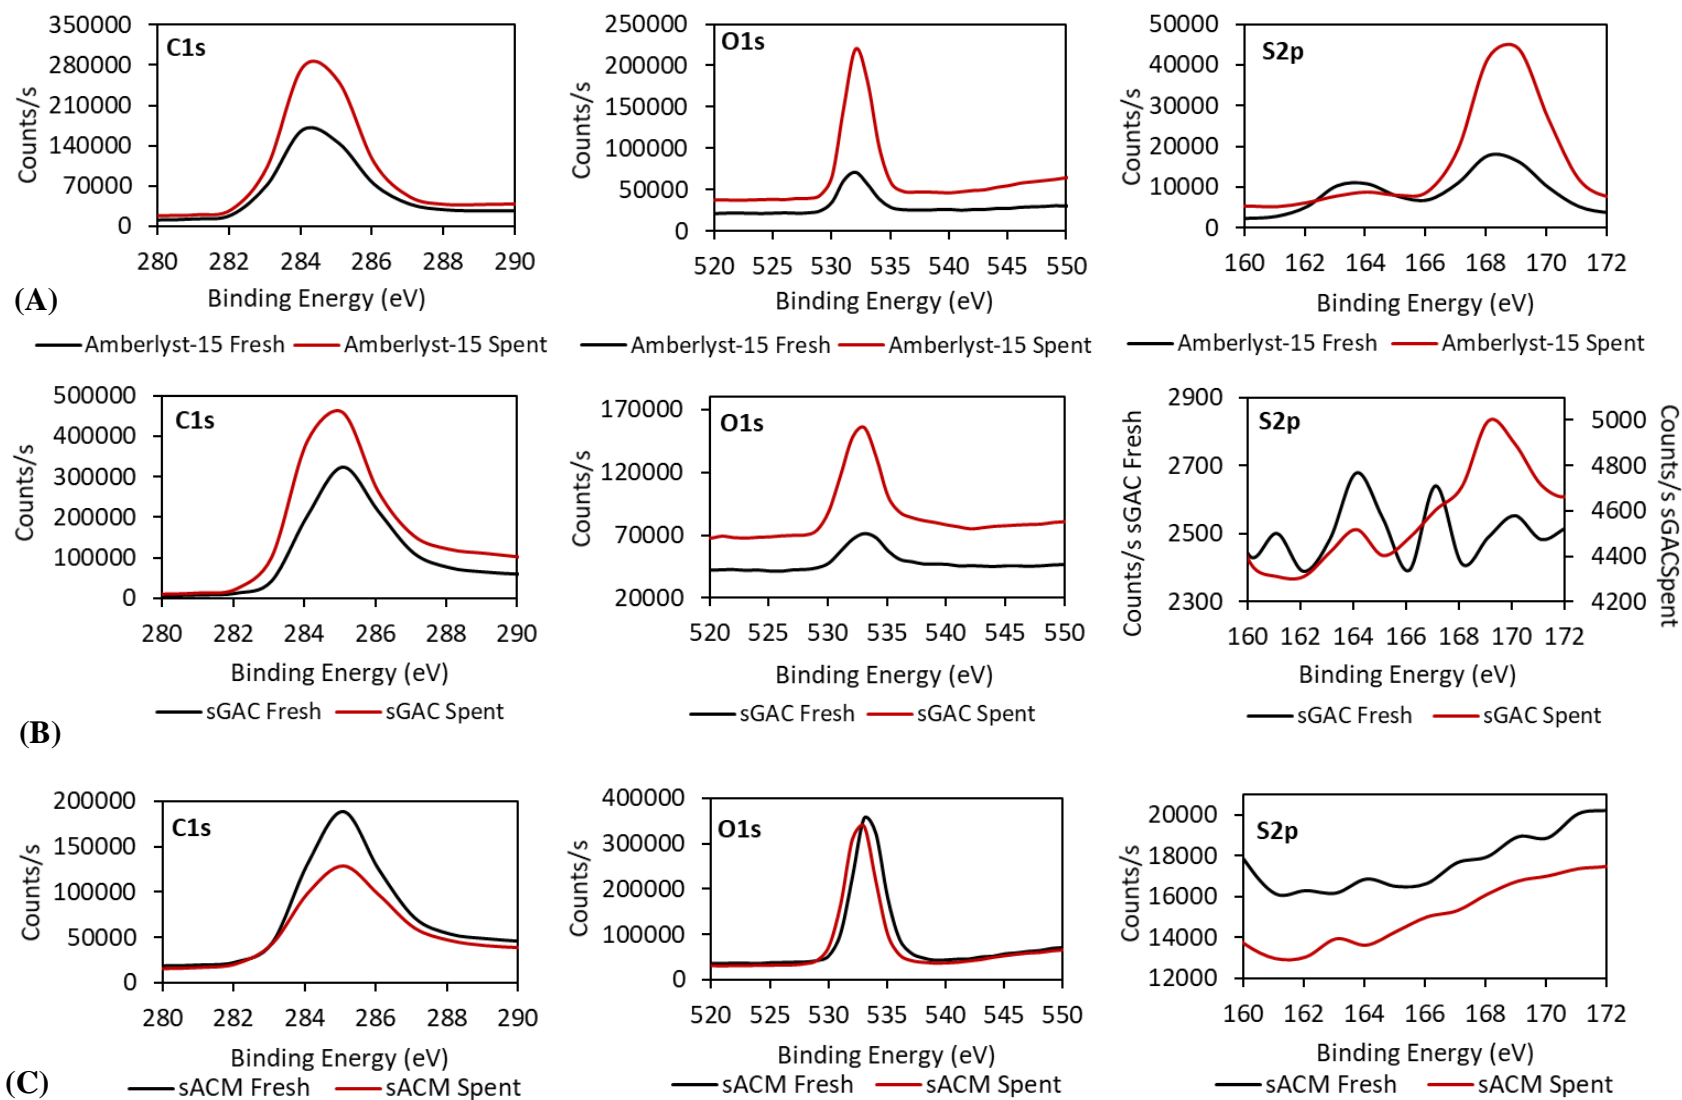 C1s
350000
280000
210000
140000
70000
0
Counts/s
280 282 284 286 288 290
Binding Energy (eV)
Amberlyst-15 Fresh Amberlyst-15 Spent
O1s
250000
200000
150000
100000
50000
0
Counts/s
520 525 530 535 540 545 550
Binding Energy (eV)
Amberlyst-15 Fresh Amberlyst-15 Spent
S2p
50000
40000
30000
20000
10000
0
Counts/s
160 162 164 166 168 170 172
Binding Energy (eV)
Amberlyst-15 Fresh Amberlyst-15 Spent
(A)
C1s
500000
400000
300000
200000
100000
0
Counts/s
280 282 284 286 288 290
Binding Energy (eV)
sGAC Fresh sGAC Spent
O1s
170000
120000
70000
20000
Counts/s
520 525 530 535 540 545 550
Binding Energy (eV)
sGAC Fresh sGAC Spent
S2p
2900
2700
2500
2300
Counts/s sGAC Fresh
5000
4800
4600
4400
4200
Counts/s sGACSpent
160 162 164 166 168 170 172
Binding Energy (eV)
sGAC Fresh sGAC Spent
(B)
C1s
200000
150000
100000
50000
0
Counts/s
280 282 284 286 288 290
Binding Energy (eV)
sACM Fresh sACM Spent
O1s
400000
300000
200000
100000
0
Counts/s
520 525 530 535 540 545 550
Binding Energy (eV)
sACM Fresh sACM Spent
S2p
20000
18000
16000
14000
12000
Counts/s
160 162 164 166 168 170 172
Binding Energy (eV)
sACM Fresh sACM Spent
(C)